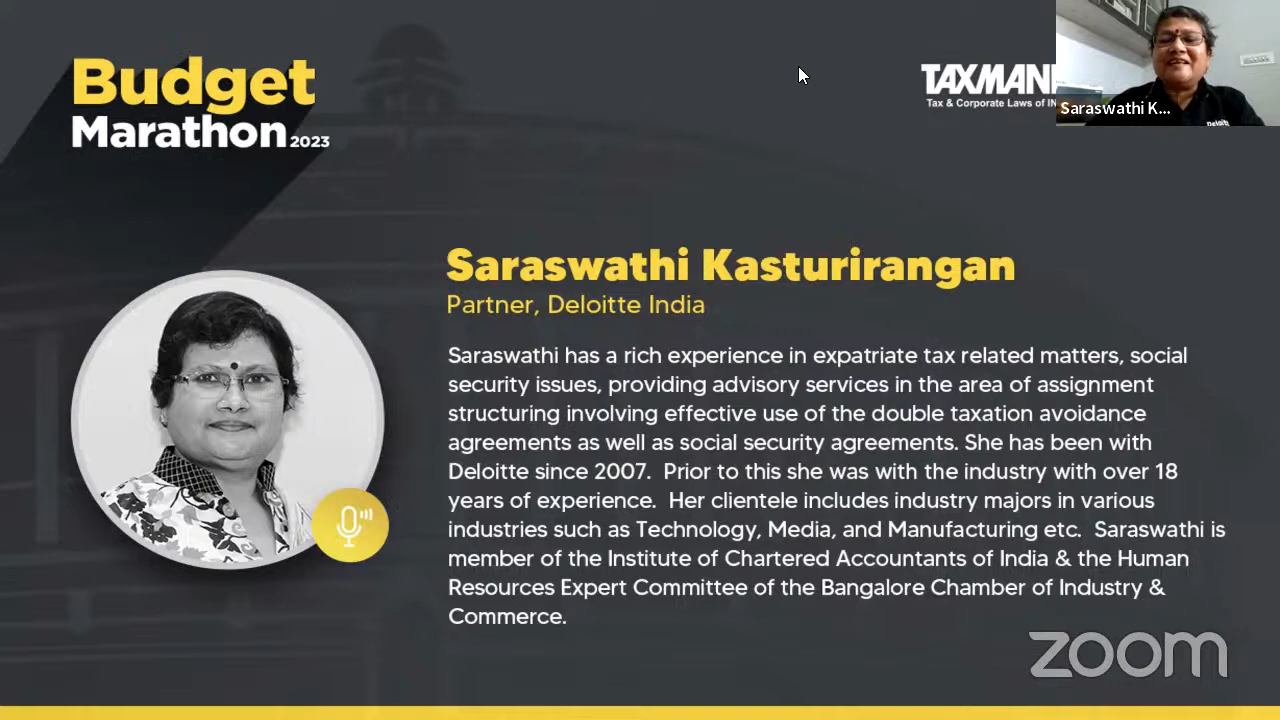 Budget
Marathon 2023
TAXMANN
Tax & Corporate Laws of IN
Saraswathi K...
Deloitte
Saraswathi Kasturirangan
Partner, Deloitte India
Saraswathi has a rich experience in expatriate tax related matters, social
security issues, providing advisory services in the area of assignment
structuring involving effective use of the double taxation avoidance
agreements as well as social security agreements. She has been with
Deloitte since 2007.  Prior to this she was with the industry with over 18
years of experience.  Her clientele includes industry majors in various
industries such as Technology, Media, and Manufacturing etc.  Saraswathi is
member of the Institute of Chartered Accountants of India & the Human
Resources Expert Committee of the Bangalore Chamber of Industry &
Commerce.
zoom